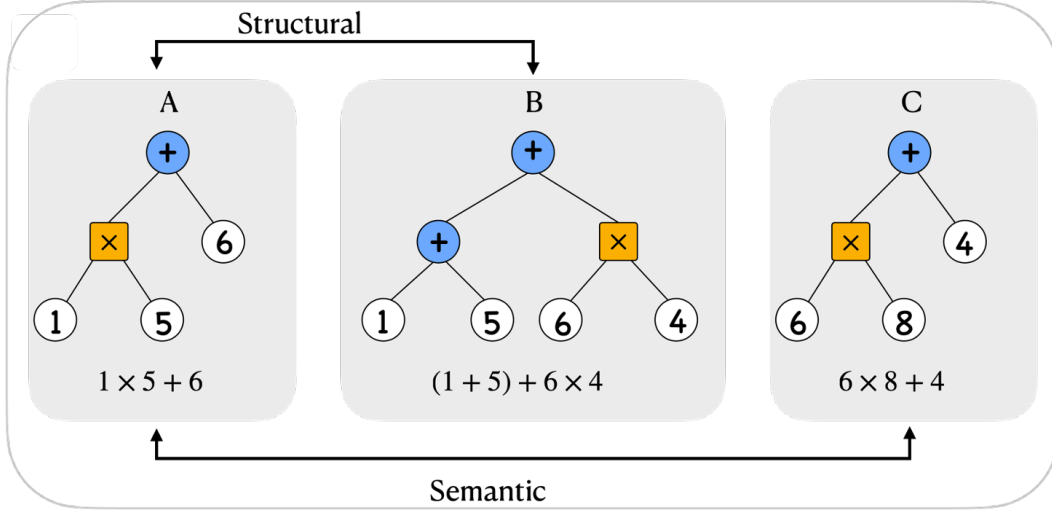 Structural
A
B
C
+
+
+
×
6
+
×
×
4
1
5
1
5
6
4
6
8
1 × 5 + 6
(1 + 5) + 6 × 4
6 × 8 + 4
Semantic